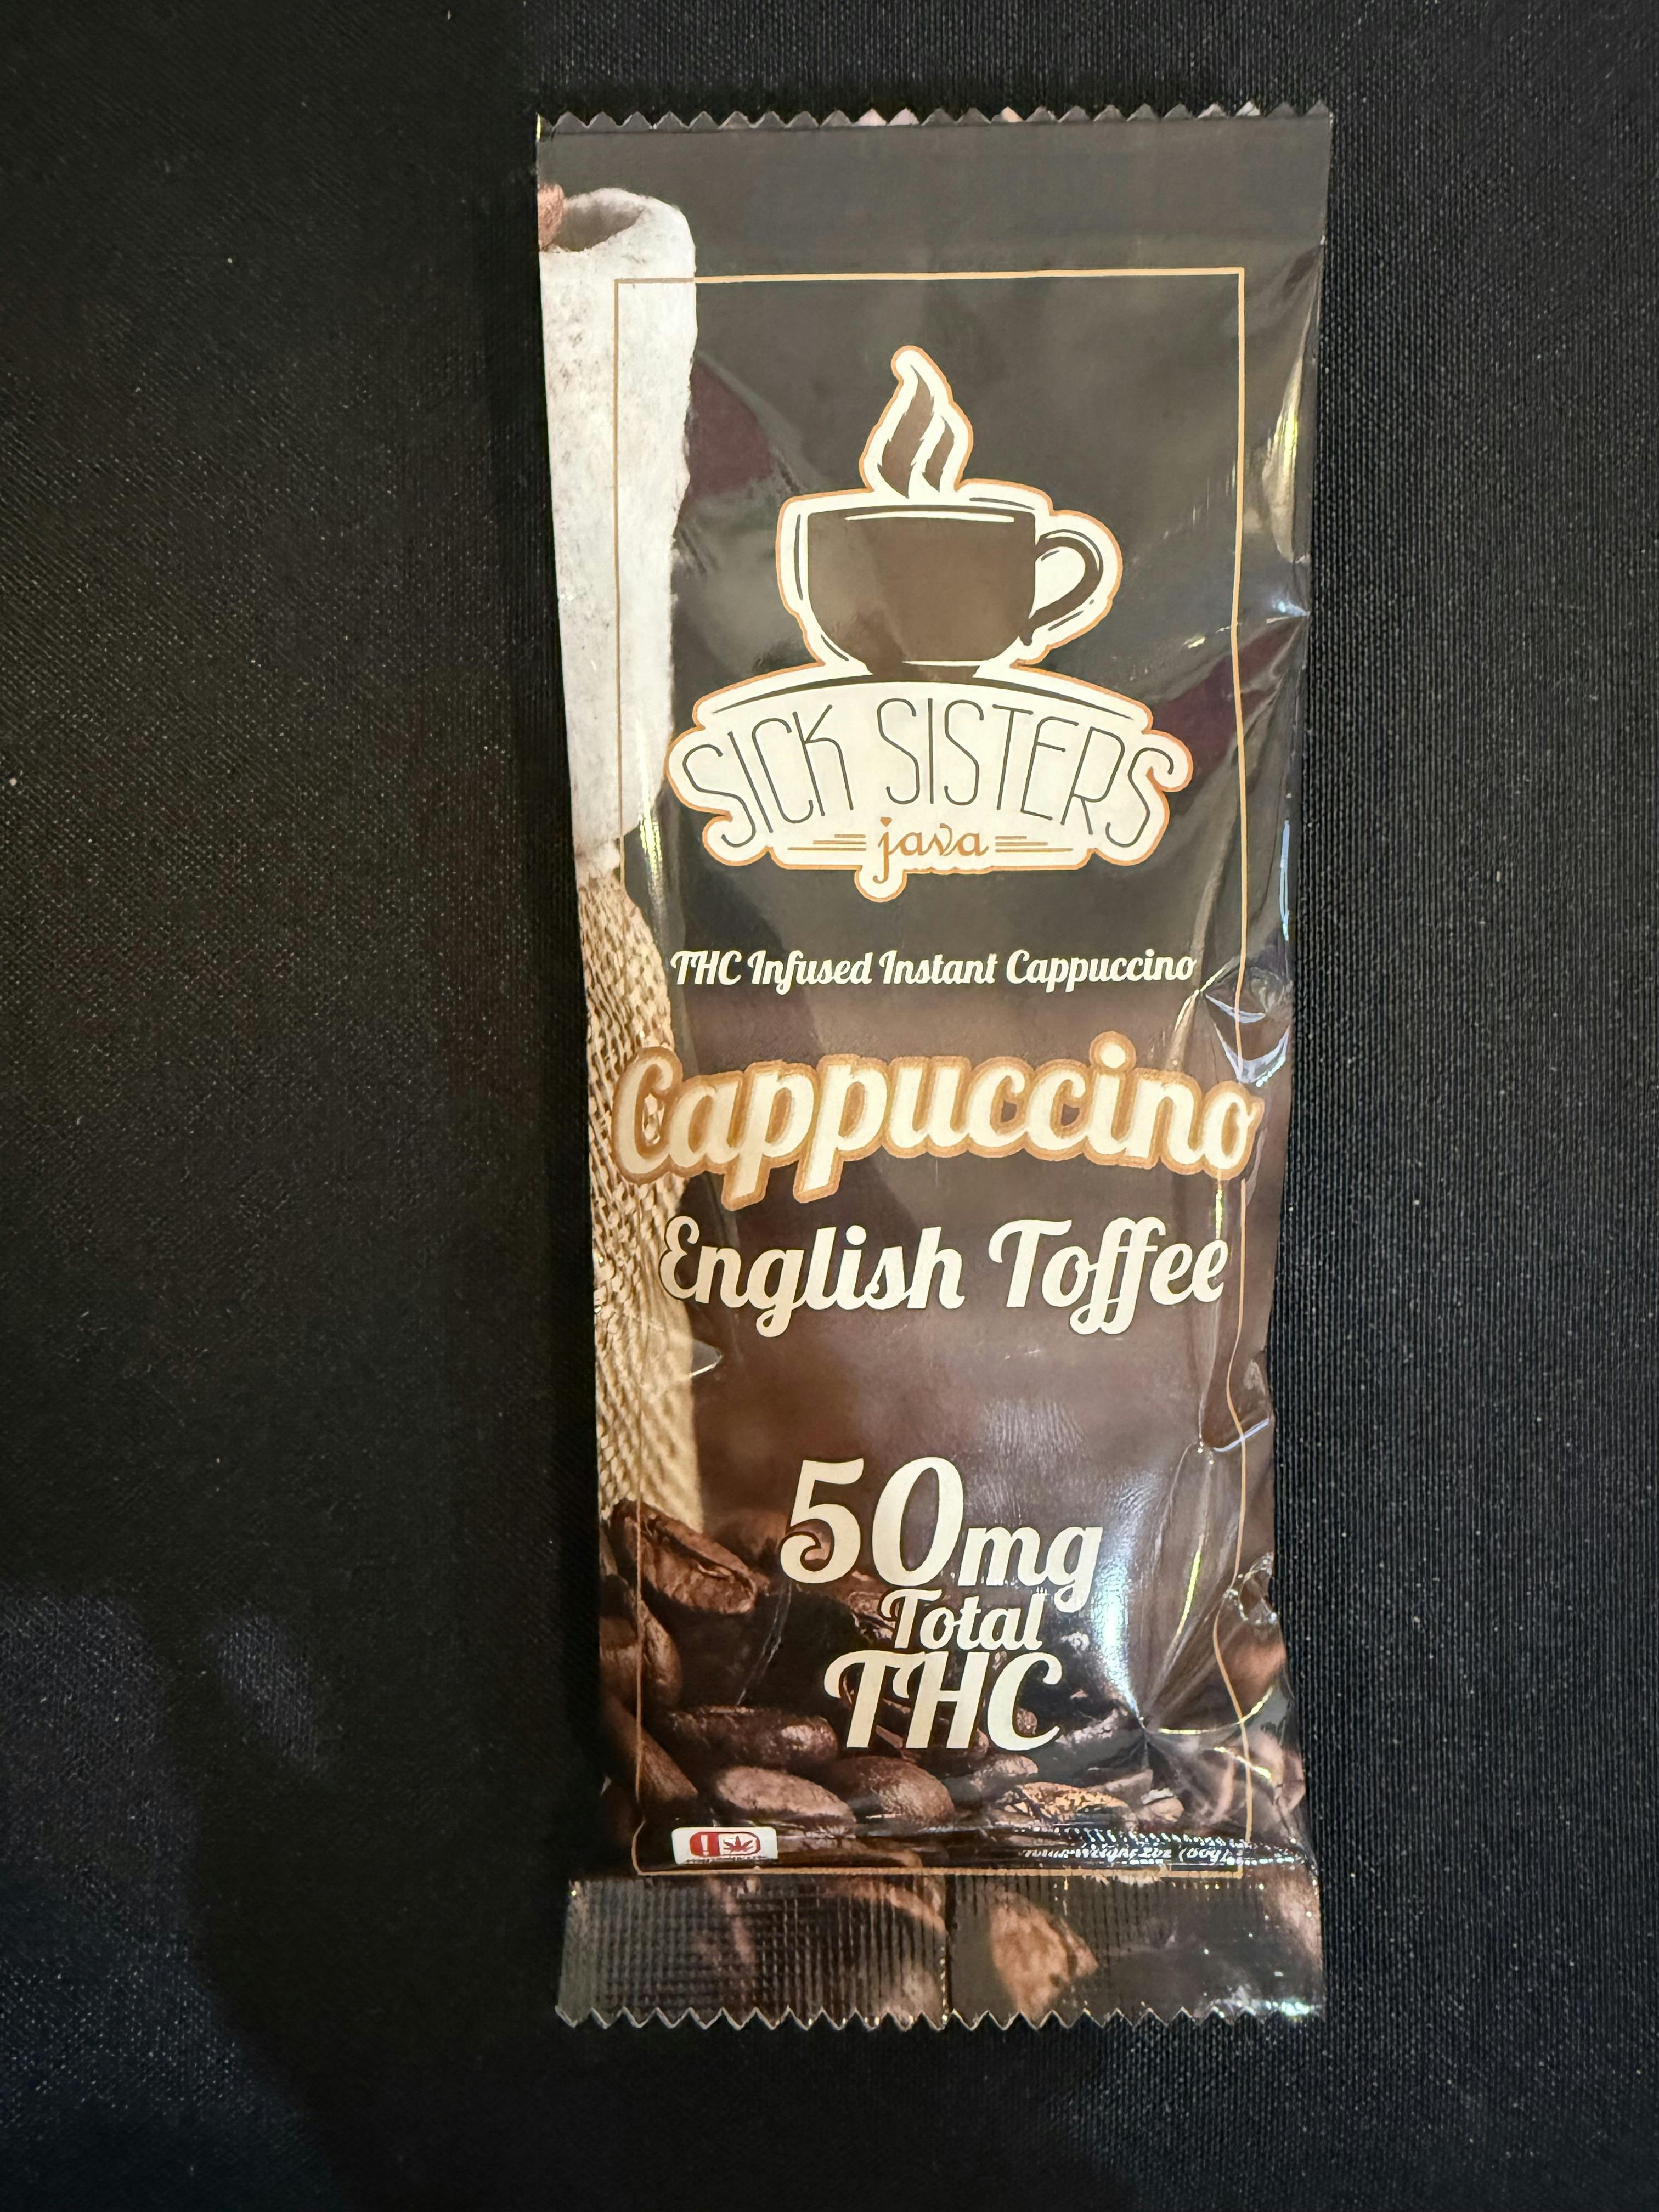 SICK SISTERS
java
THC Infused Instant Cappuccino
Cappuccino
English Toffee
50mg
Total
THC